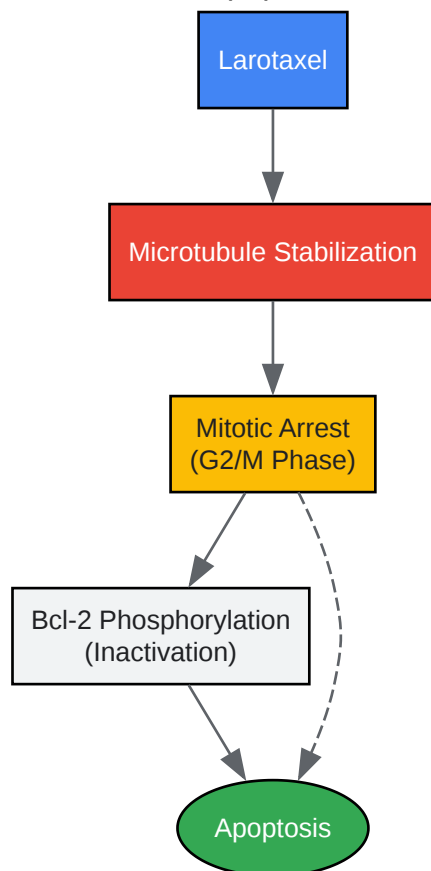 Larotaxel
Microtubule Stabilization
Mitotic Arrest
(G2/M Phase)
Bcl-2 Phosphorylation
(Inactivation)
Apoptosis